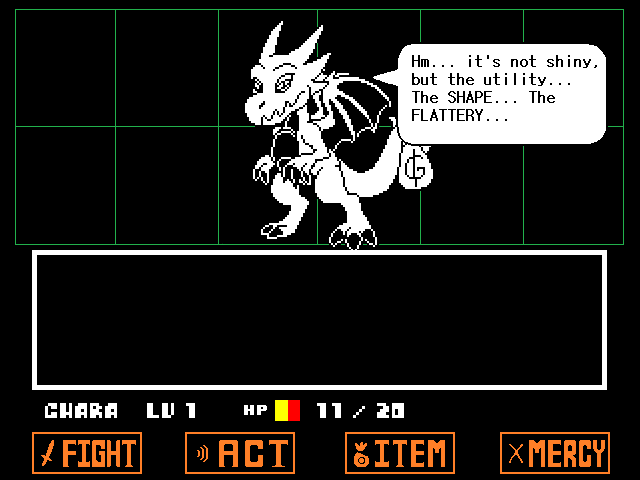 Hm... it's not shiny,
but the utility...
The SHAPE... The
FLATTERY...
G
CHARA LV 1 HP 11 / 20
FIGHT ACT ITEM MERCY